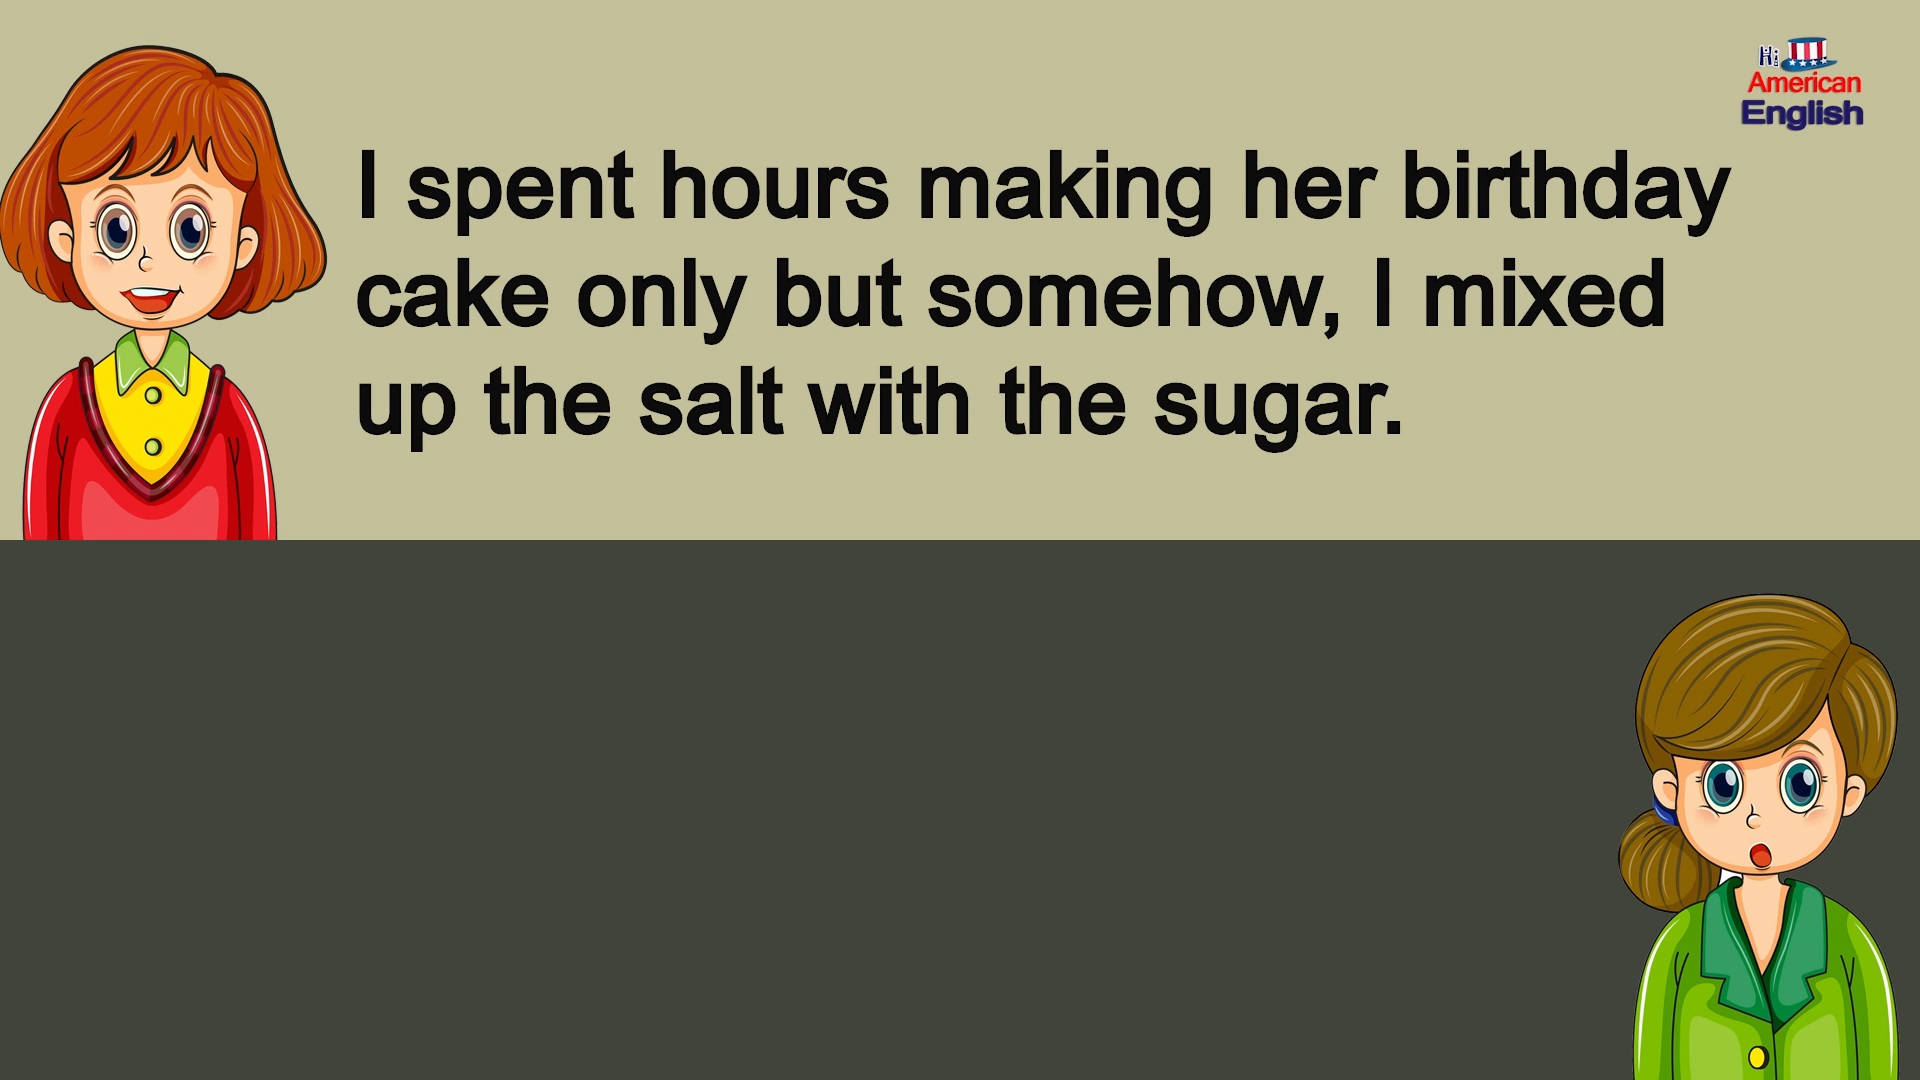 Hi
American
English
I spent hours making her birthday
cake only but somehow, I mixed
up the salt with the sugar.